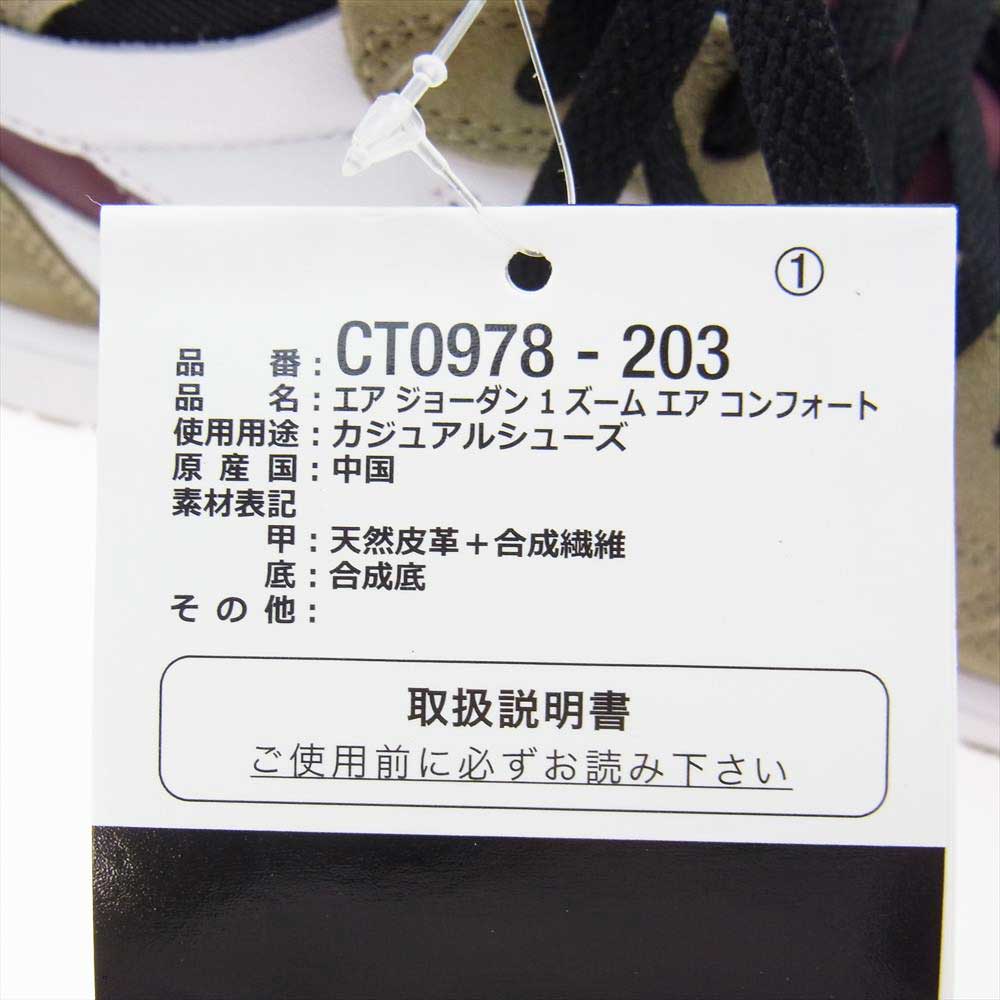 ①
品番：CT0978 - 203
品名：エア ジョーダン 1 ズーム エア コンフォート
使用用途：カジュアルシューズ
原産国：中国
素材表記
甲：天然皮革＋合成繊維
底：合成底
その他：
取扱説明書
ご使用前に必ずお読み下さい